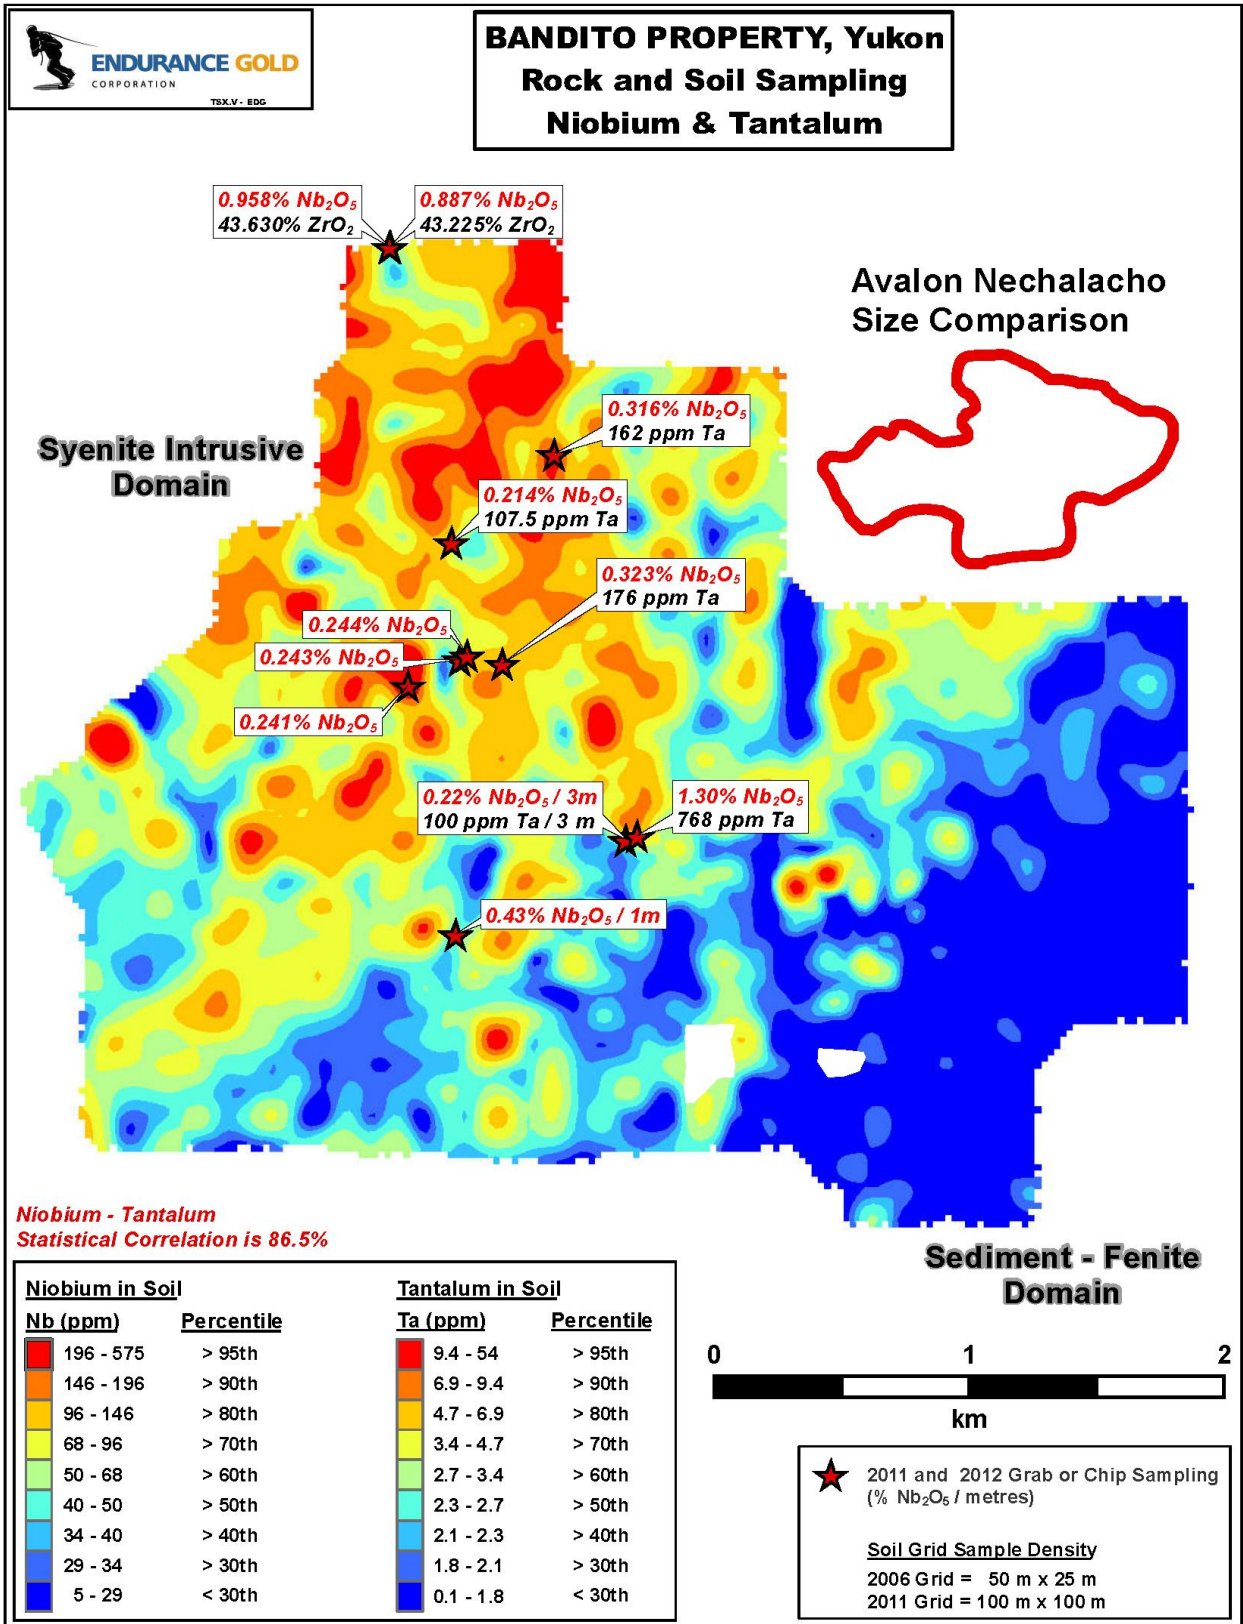 ENDURANCE GOLD
CORPORATION
TSX.V - EDG
BANDITO PROPERTY, Yukon
Rock and Soil Sampling
Niobium & Tantalum
0.958% Nb₂O₅
43.630% ZrO₂
0.887% Nb₂O₅
43.225% ZrO₂
Avalon Nechalacho
Size Comparison
0.316% Nb₂O₅
162 ppm Ta
Syenite Intrusive
Domain
0.214% Nb₂O₅
107.5 ppm Ta
0.323% Nb₂O₅
176 ppm Ta
0.244% Nb₂O₅
0.243% Nb₂O₅
0.241% Nb₂O₅
0.22% Nb₂O₅ / 3m
100 ppm Ta / 3 m
1.30% Nb₂O₅
768 ppm Ta
0.43% Nb₂O₅ / 1m
Niobium - Tantalum
Statistical Correlation is 86.5%
Sediment - Fenite
Domain
Niobium in Soil
Nb (ppm) Percentile
196 - 575 > 95th
146 - 196 > 90th
96 - 146 > 80th
68 - 96 > 70th
50 - 68 > 60th
40 - 50 > 50th
34 - 40 > 40th
29 - 34 > 30th
5 - 29 < 30th
Tantalum in Soil
Ta (ppm) Percentile
9.4 - 54 > 95th
6.9 - 9.4 > 90th
4.7 - 6.9 > 80th
3.4 - 4.7 > 70th
2.7 - 3.4 > 60th
2.3 - 2.7 > 50th
2.1 - 2.3 > 40th
1.8 - 2.1 > 30th
0.1 - 1.8 < 30th
0 1 2
km
2011 and 2012 Grab or Chip Sampling
(% Nb₂O₅ / metres)
Soil Grid Sample Density
2006 Grid = 50 m x 25 m
2011 Grid = 100 m x 100 m